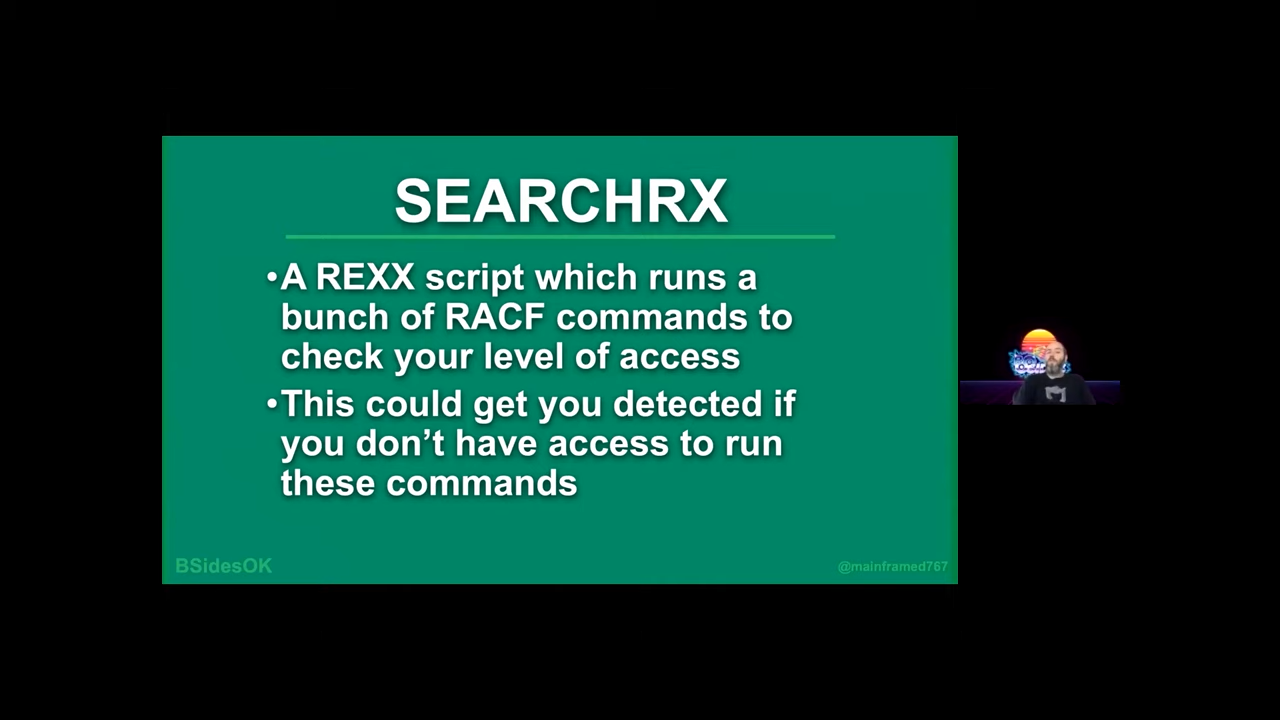 SEARCHRX
•A REXX script which runs a
bunch of RACF commands to
check your level of access
•This could get you detected if
you don’t have access to run
these commands
BSidesOK
@mainframed767